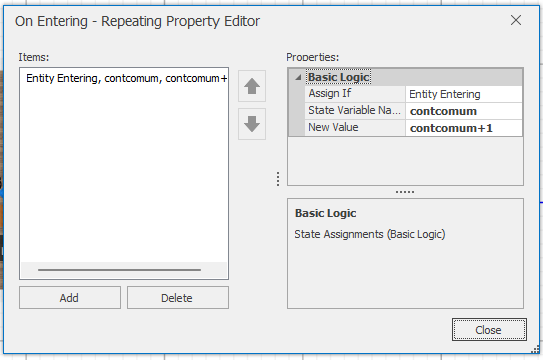 On Entering - Repeating Property Editor
Items:
Entity Entering, contcomum, contcomum+
Properties:
Basic Logic
Assign If Entity Entering
State Variable Na... contcomum
New Value contcomum+1
Basic Logic
State Assignments (Basic Logic)
Add Delete
Close